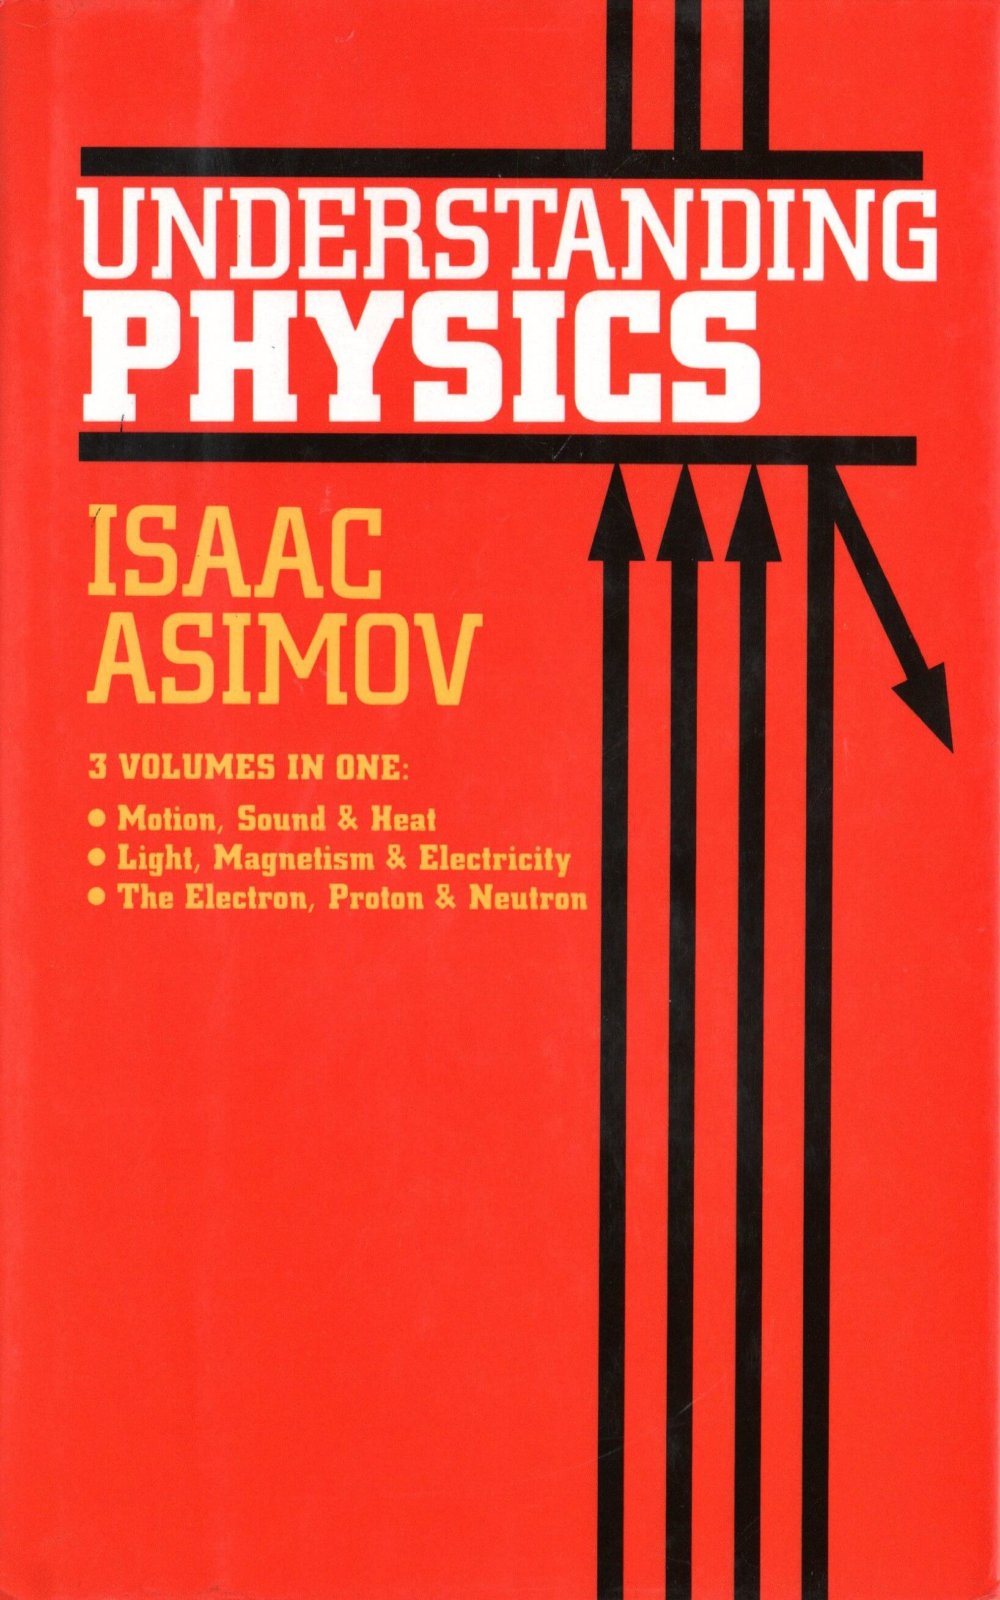 UNDERSTANDING
PHYSICS
ISAAC
ASIMOV
3 VOLUMES IN ONE:
● Motion, Sound & Heat
● Light, Magnetism & Electricity
● The Electron, Proton & Neutron